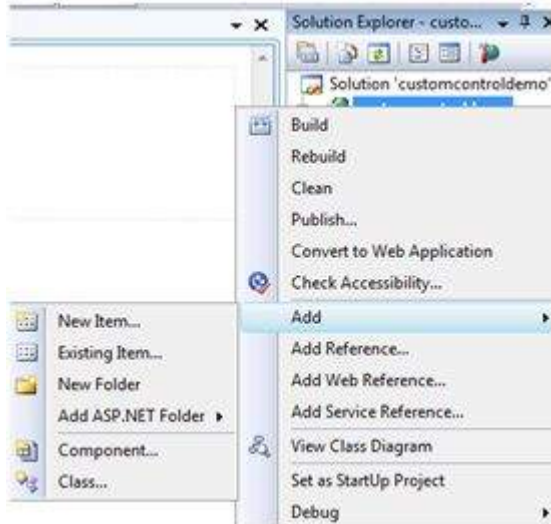 Solution Explorer - custo...
Solution 'customcontroldemo'
Build
Rebuild
Clean
Publish...
Convert to Web Application
Check Accessibility...
Add
Add Reference...
Add Web Reference...
Add Service Reference...
View Class Diagram
Set as StartUp Project
Debug
New Item...
Existing Item...
New Folder
Add ASP.NET Folder
Component...
Class...